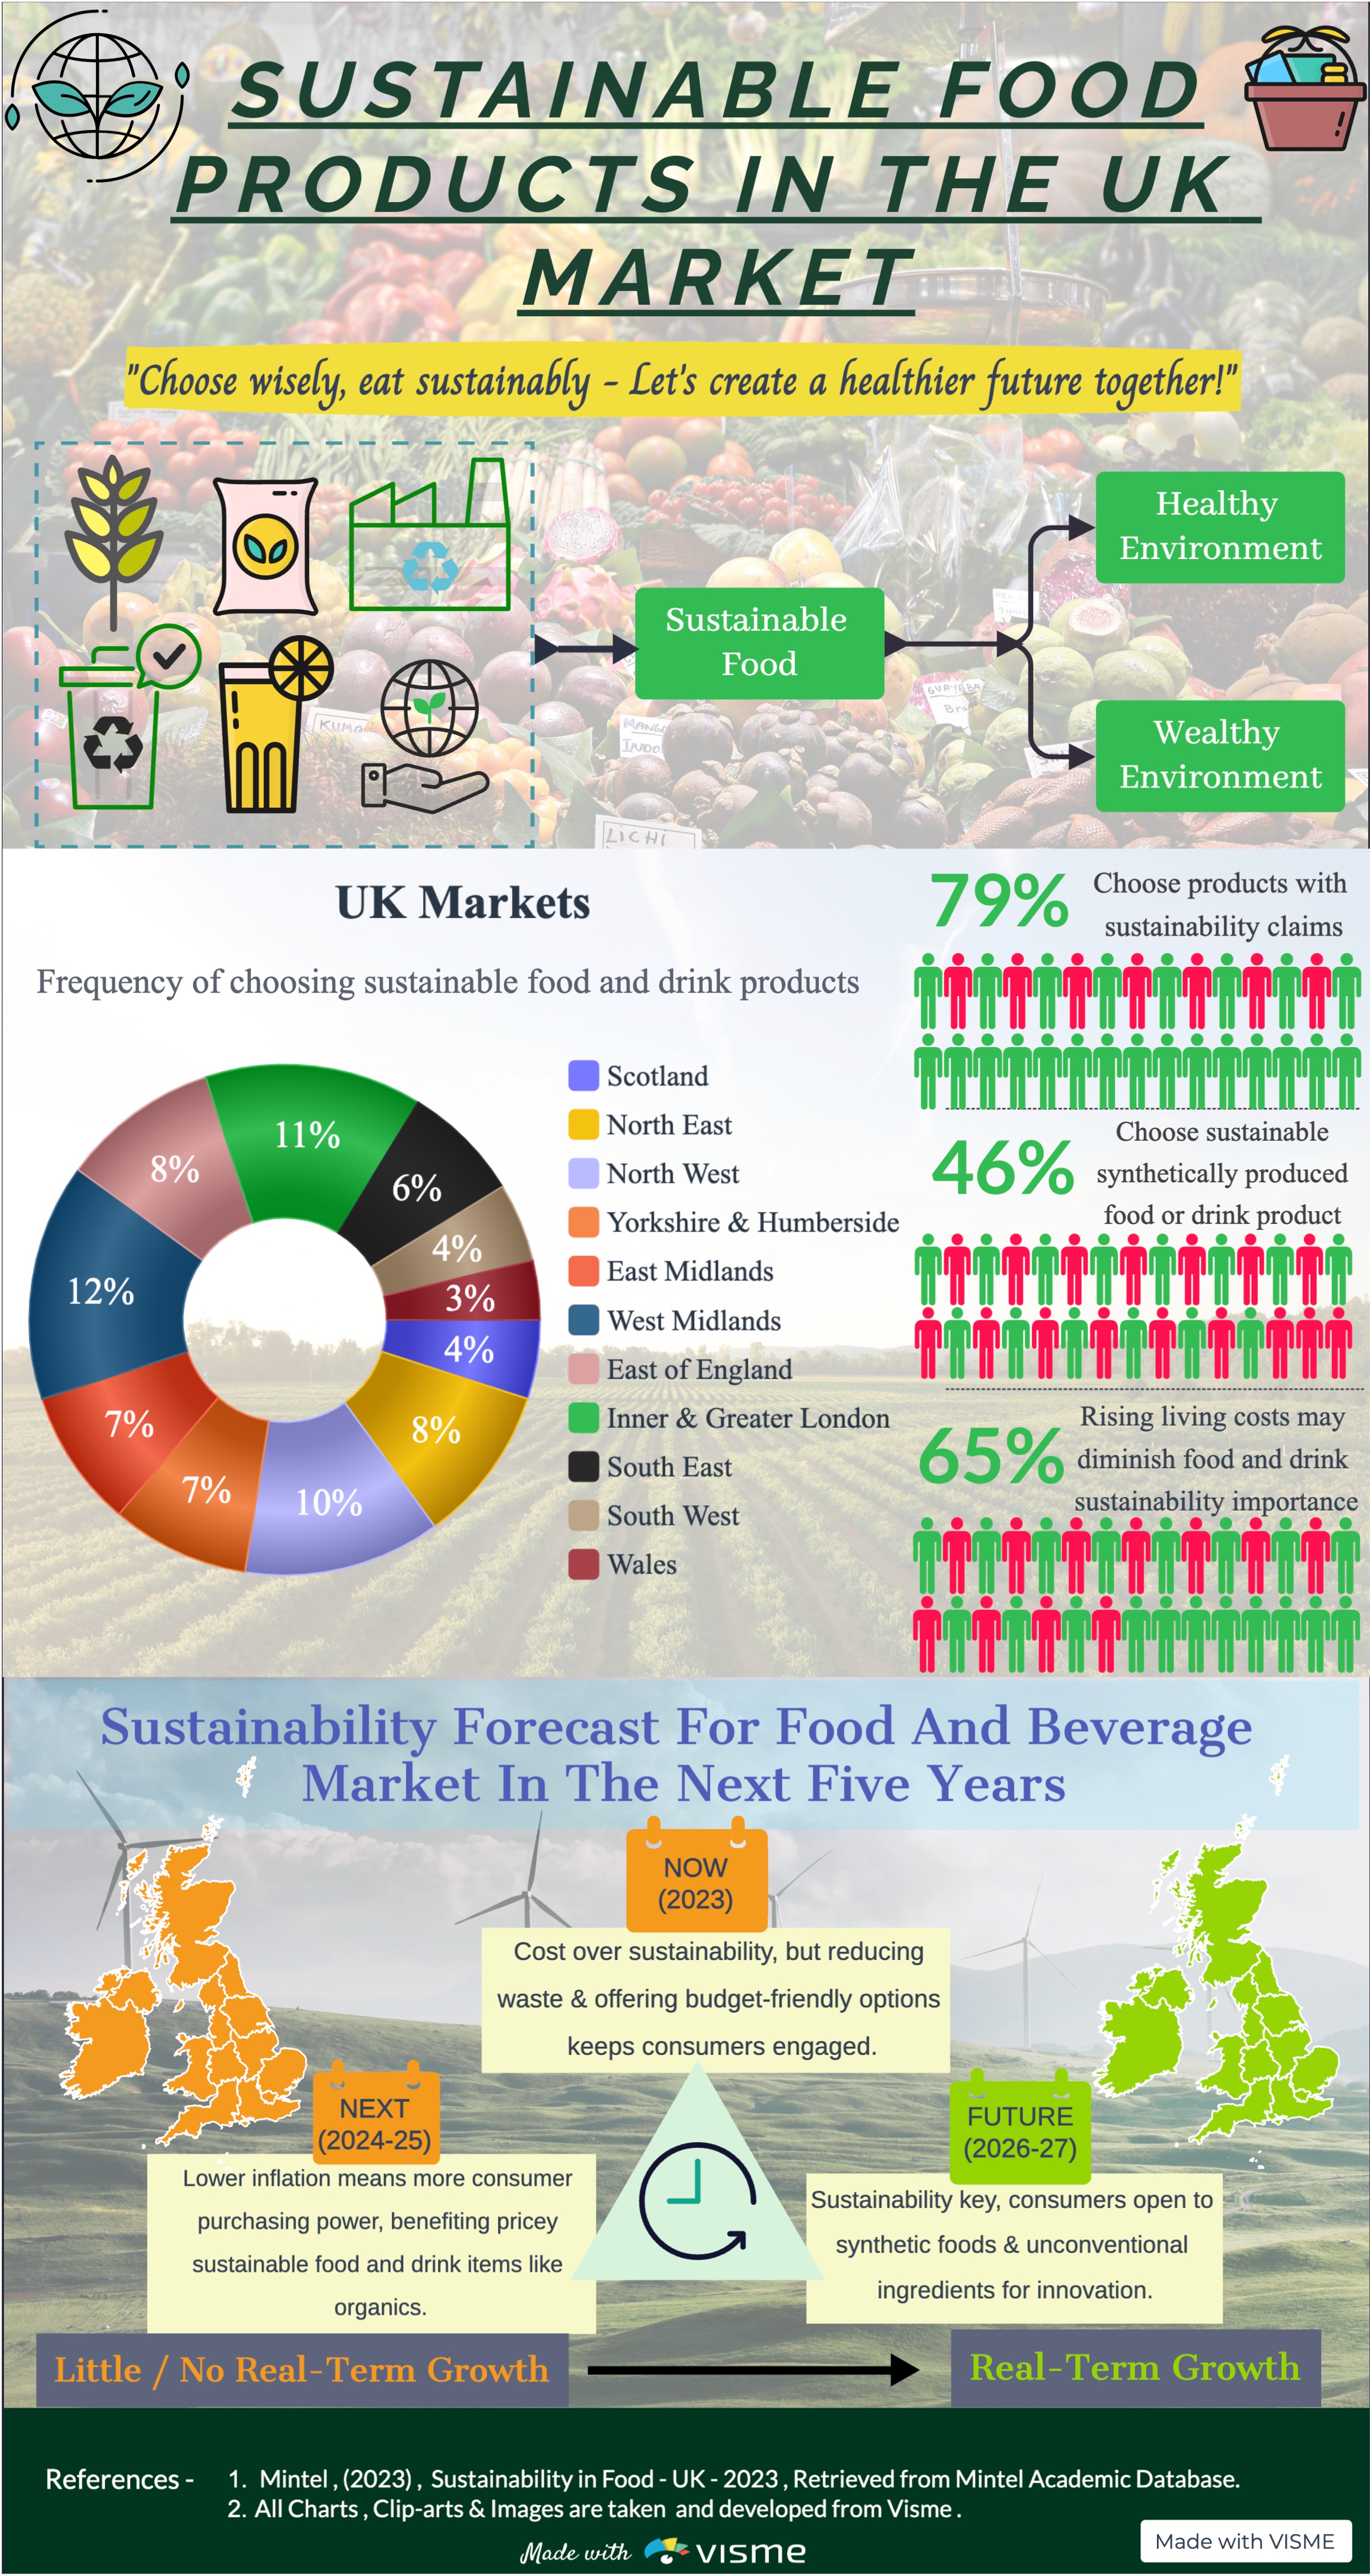 SUSTAINABLE FOOD
PRODUCTS IN THE UK
MARKET
"Choose wisely, eat sustainably - Let's create a healthier future together!"
Healthy
Environment
Sustainable
Food
Wealthy
Environment
KUMQ
MANGO
INDO
GUAYABA
Bra
LICHI
UK Markets
Frequency of choosing sustainable food and drink products
11%
8%
6%
4%
12%
3%
4%
7%
8%
7%
10%
Scotland
North East
North West
Yorkshire & Humberside
East Midlands
West Midlands
East of England
Inner & Greater London
South East
South West
Wales
79%
Choose products with
sustainability claims
46%
Choose sustainable
synthetically produced
food or drink product
65%
Rising living costs may
diminish food and drink
sustainability importance
Sustainability Forecast For Food And Beverage
Market In The Next Five Years
NOW
(2023)
Cost over sustainability, but reducing
waste & offering budget-friendly options
keeps consumers engaged.
NEXT
(2024-25)
Lower inflation means more consumer
purchasing power, benefiting pricey
sustainable food and drink items like
organics.
FUTURE
(2026-27)
Sustainability key, consumers open to
synthetic foods & unconventional
ingredients for innovation.
Little / No Real-Term Growth
Real-Term Growth
References -
1. Mintel , (2023) , Sustainability in Food - UK - 2023 , Retrieved from Mintel Academic Database.
2. All Charts , Clip-arts & Images are taken and developed from Visme .
Made with visme
Made with VISME